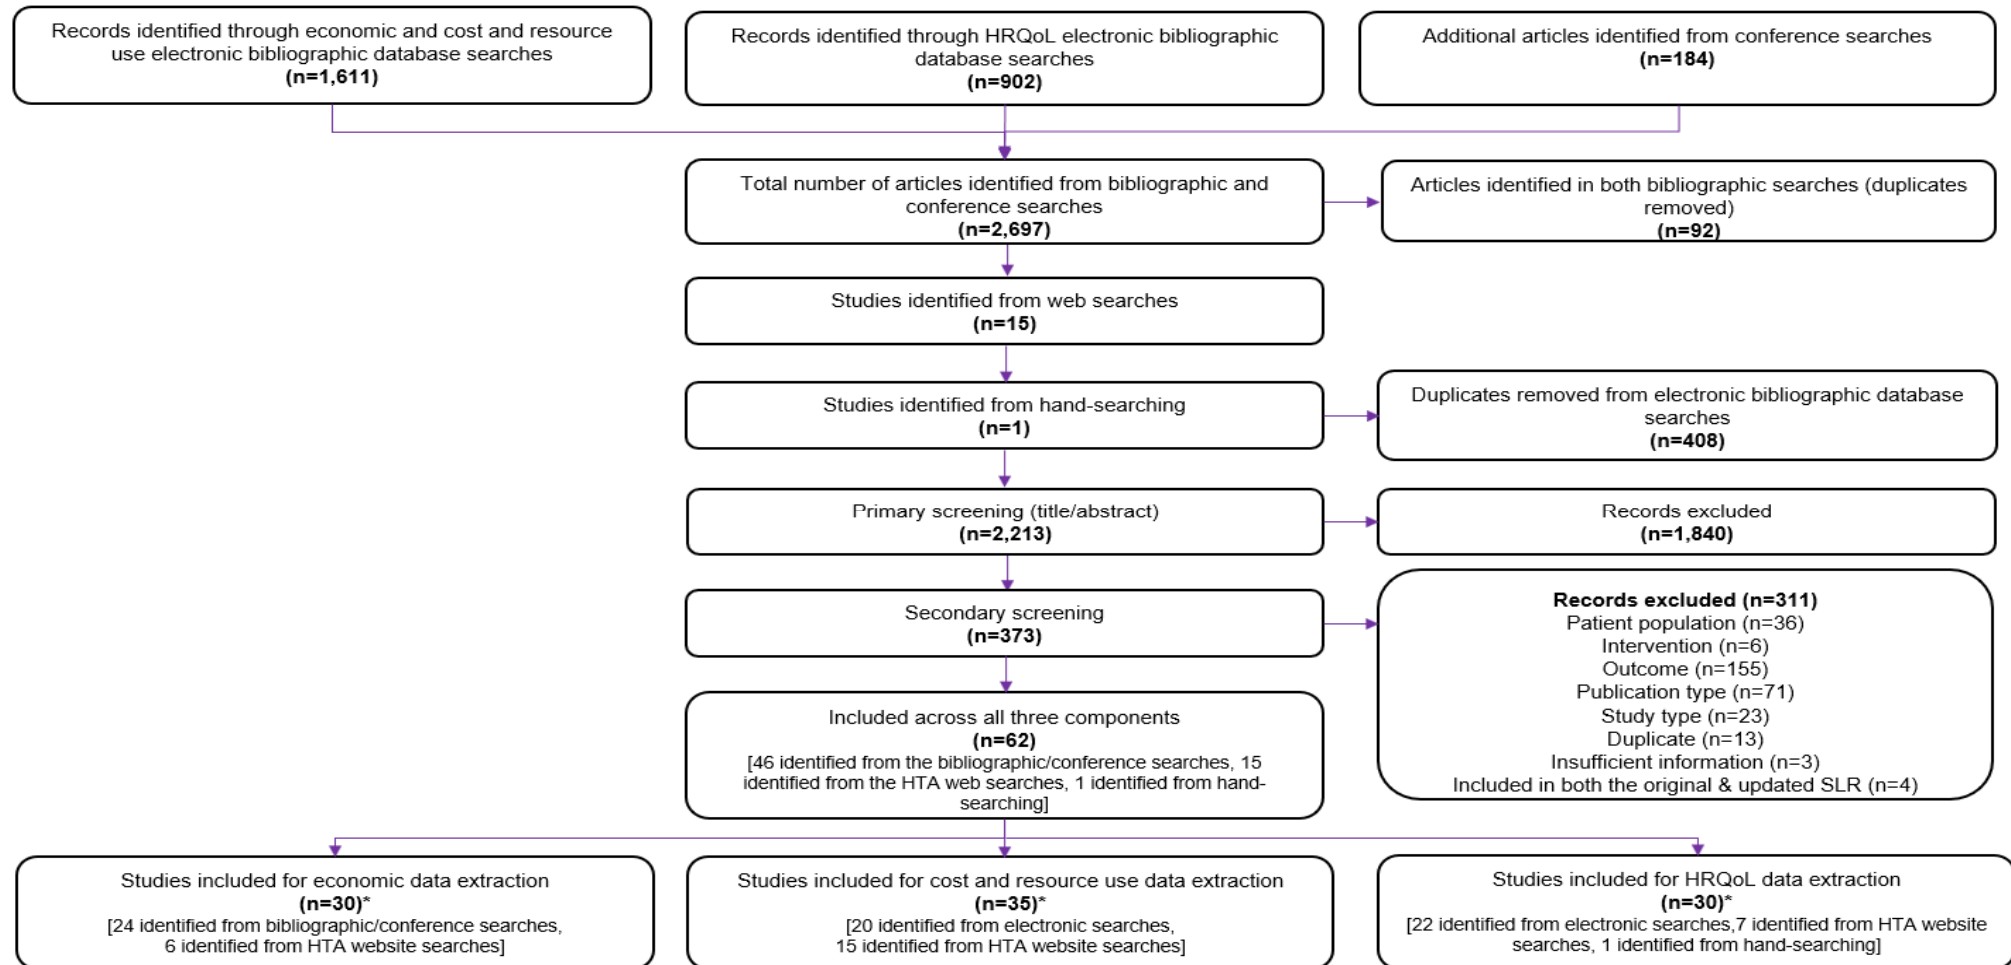 Records identified through economic and cost and resource
use electronic bibliographic database searches
(n=1,611)
Records identified through HRQoL electronic bibliographic
database searches
(n=902)
Additional articles identified from conference searches
(n=184)
Total number of articles identified from bibliographic and
conference searches
(n=2,697)
Articles identified in both bibliographic searches (duplicates
removed)
(n=92)
Studies identified from web searches
(n=15)
Studies identified from hand-searching
(n=1)
Duplicates removed from electronic bibliographic database
searches
(n=408)
Primary screening (title/abstract)
(n=2,213)
Records excluded
(n=1,840)
Secondary screening
(n=373)
Records excluded (n=311)
Patient population (n=36)
Intervention (n=6)
Outcome (n=155)
Publication type (n=71)
Study type (n=23)
Duplicate (n=13)
Insufficient information (n=3)
Included in both the original & updated SLR (n=4)
Included across all three components
(n=62)
[46 identified from the bibliographic/conference searches, 15
identified from the HTA web searches, 1 identified from hand-
searching]
Studies included for economic data extraction
(n=30)*
[24 identified from bibliographic/conference searches,
6 identified from HTA website searches]
Studies included for cost and resource use data extraction
(n=35)*
[20 identified from electronic searches,
15 identified from HTA website searches]
Studies included for HRQoL data extraction
(n=30)*
[22 identified from electronic searches,7 identified from HTA website
searches, 1 identified from hand-searching]